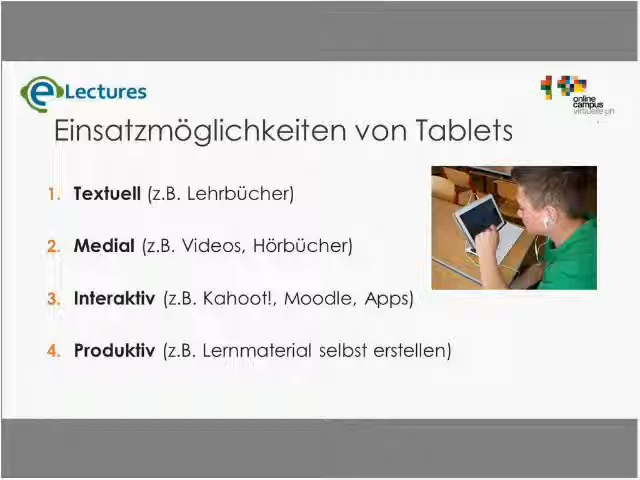 eLectures
online
campus
virtuelle ph
Einsatzmöglichkeiten von Tablets
1. Textuell (z.B. Lehrbücher)
2. Medial (z.B. Videos, Hörbücher)
3. Interaktiv (z.B. Kahoot!, Moodle, Apps)
4. Produktiv (z.B. Lernmaterial selbst erstellen)